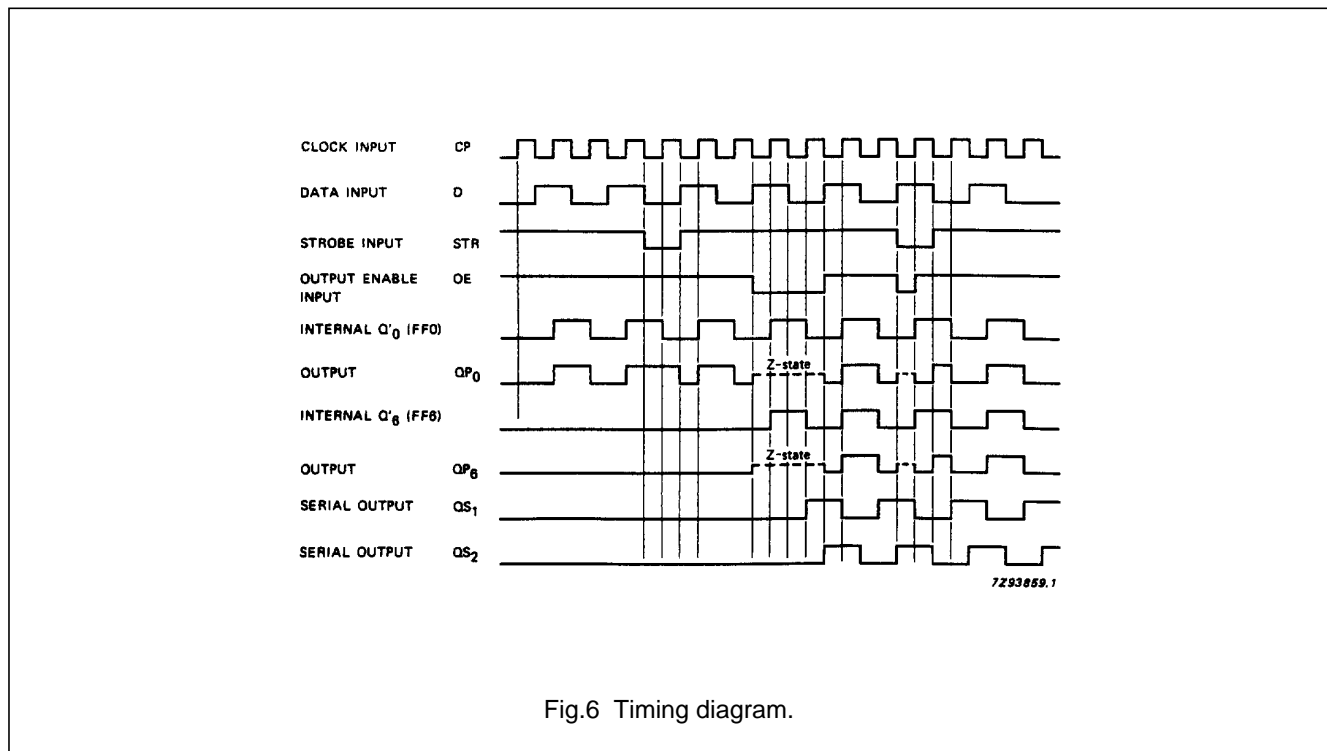 CLOCK INPUT CP
DATA INPUT D
STROBE INPUT STR
OUTPUT ENABLE OE
INPUT
INTERNAL Q'0 (FF0)
Z-state
OUTPUT QP0
INTERNAL Q'6 (FF6)
Z-state
OUTPUT QP6
SERIAL OUTPUT QS1
SERIAL OUTPUT QS2
7Z93859.1
Fig.6 Timing diagram.